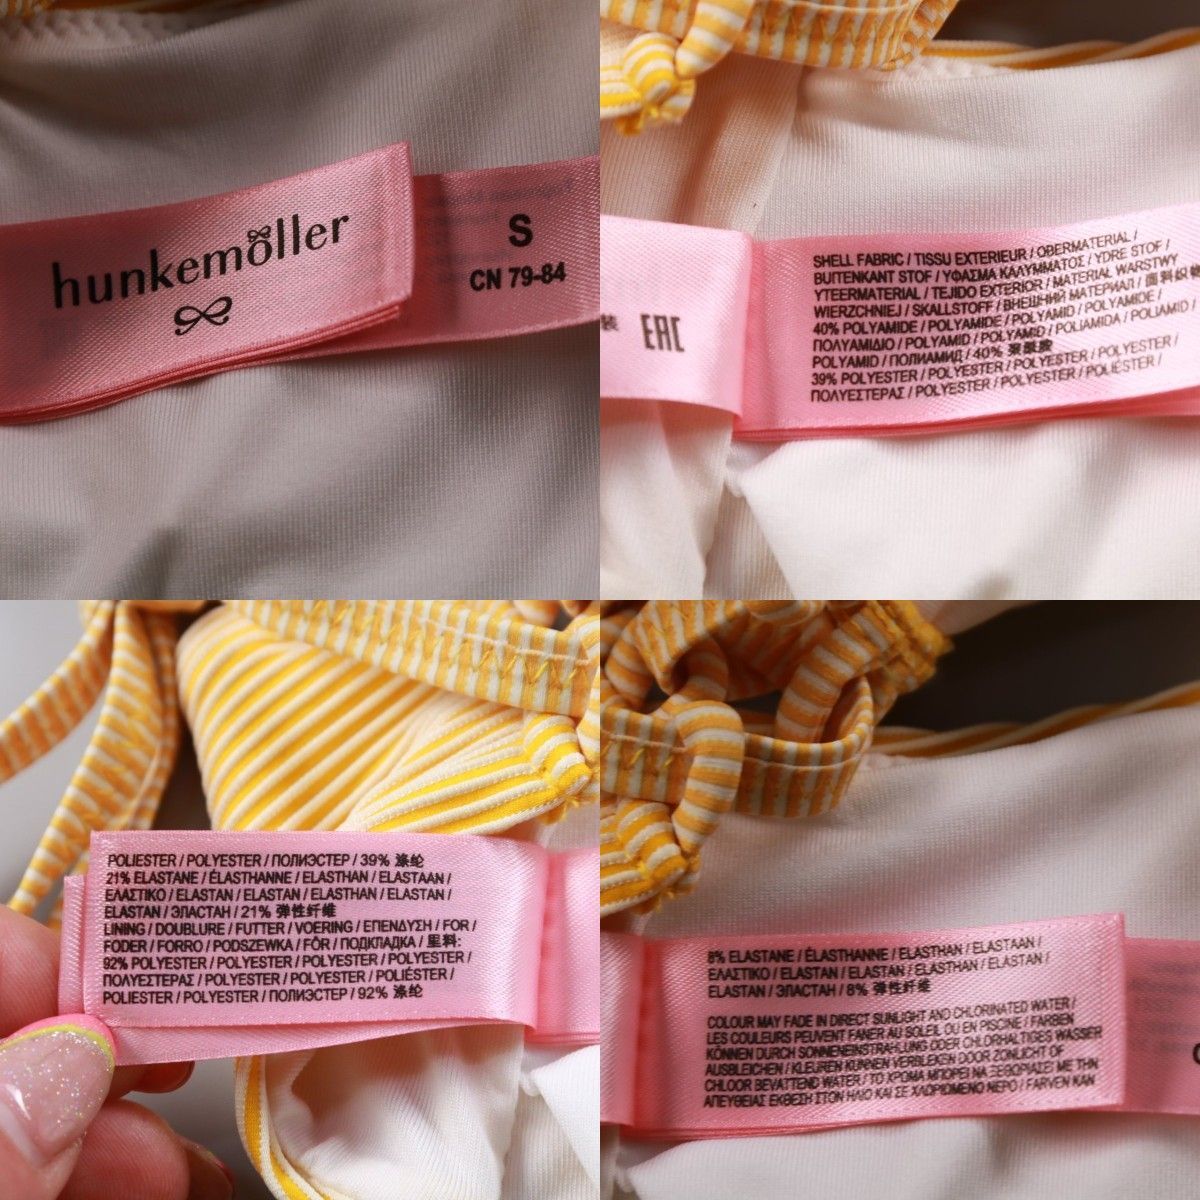 hunkemöller
S
CN 79-84
装
EAC
SHELL FABRIC / TISSU EXTERIEUR / OBERMATERIAL /
BUITENKANT STOF / ΥΦΑΣΜΑ ΚΑΛΥΜΜΑΤΟΣ / YDRE STOF /
YTEERMATERIAL / TEJIDO EXTERIOR / MATERIAL WARSTWY
WIERZCHNIEJ / SKALLSTOFF / ВНЕШНИЙ МАТЕРИАЛ / 面料织物
40% POLYAMIDE / POLYAMIDE / POLYAMID / POLYAMIDE /
ΠΟΛΥΑΜΙΔΙΟ / POLYAMID / POLYAMID / POLIAMIDA / POLIAMID /
POLYAMID / ПОЛИАМИД / 40% 聚酰胺
39% POLYESTER / POLYESTER / POLYESTER / POLYESTER /
ΠΟΛΥΕΣΤΕΡΑΣ / POLYESTER / POLYESTER / POLIÉSTER /
POLIESTER / POLYESTER / ПОЛИЭСТЕР / 39% 涤纶
21% ELASTANE / ÉLASTHANNE / ELASTHAN / ELASTAAN /
ΕΛΑΣΤΙΚΟ / ELASTAN / ELASTAN / ELASTHAN / ELASTAN /
ELASTAN / ЭЛАСТАН / 21% 弹性纤维
LINING / DOUBLURE / FUTTER / VOERING / ΕΠΕΝΔΥΣΗ / FOR /
FODER / FORRO / PODSZEWKA / FÔR / ПОДКЛАДКА / 里料:
92% POLYESTER / POLYESTER / POLYESTER / POLYESTER /
ΠΟΛΥΕΣΤΕΡΑΣ / POLYESTER / POLYESTER / POLIÉSTER /
POLIESTER / POLYESTER / ПОЛИЭСТЕР / 92% 涤纶
8% ELASTANE / ÉLASTHANNE / ELASTHAN / ELASTAAN /
ΕΛΑΣΤΙΚΟ / ELASTAN / ELASTAN / ELASTHAN / ELASTAN /
ELASTAN / ЭЛАСТАН / 8% 弹性纤维
COLOUR MAY FADE IN DIRECT SUNLIGHT AND CHLORINATED WATER /
LES COULEURS PEUVENT FANER AU SOLEIL OU EN PISCINE / FARBEN
KÖNNEN DURCH SONNENEINSTRAHLUNG ODER CHLORHALTIGES WASSER
AUSBLEICHEN / KLEUREN KUNNEN VERBLEKEN DOOR ZONLICHT OF
CHLOOR BEVATTEND WATER / ΤΟ ΧΡΩΜΑ ΜΠΟΡΕΙ ΝΑ ΞΕΘΩΡΙΑΣΕΙ ΜΕ ΤΗΝ
ΑΠΕΥΘΕΙΑΣ ΕΚΘΕΣΗ ΣΤΟΝ ΗΛΙΟ ΚΑΙ ΣΕ ΧΛΩΡΙΩΜΕΝΟ ΝΕΡΟ / FARVEN KAN